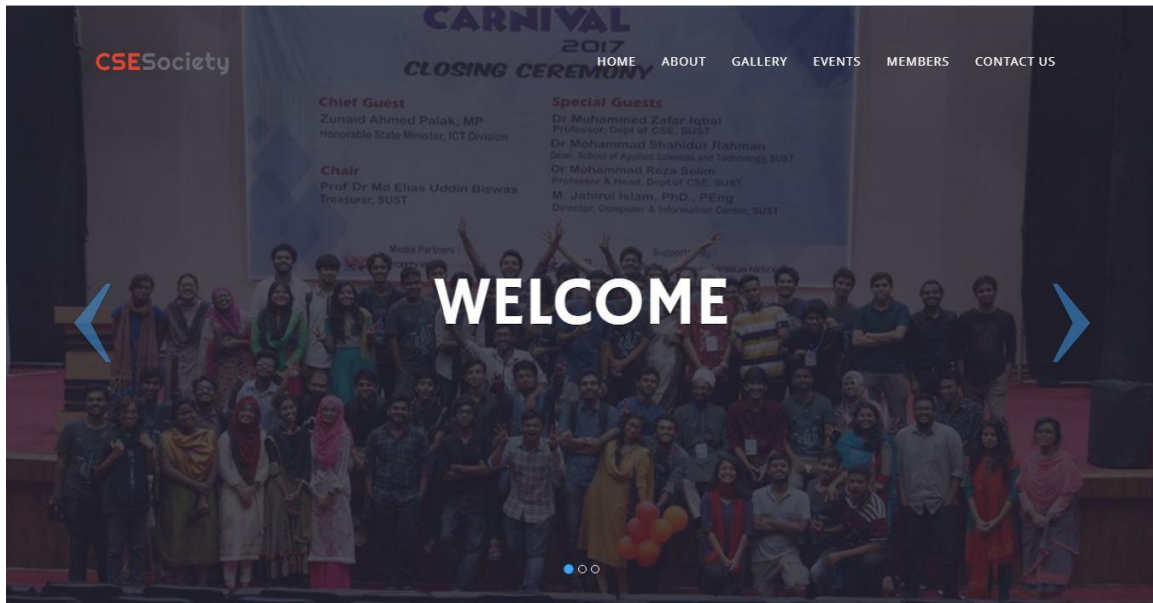 CARNIVAL
2017
CLOSING CEREMONY
CSESociety
HOME ABOUT GALLERY EVENTS MEMBERS CONTACT US
Chief Guest
Zunaid Ahmed Palak, MP
Honorable State Minister, ICT Division
Chair
Prof Dr Md Elias Uddin Biswas
Treasurer, SUST
Special Guests
Dr Muhammed Zafar Iqbal
Professor, Dept of CSE, SUST
Dr Mohammad Shahidur Rahman
Dean, School of Applied Sciences and Technology, SUST
Dr Mohammad Reza Selim
Professor & Head, Dept of CSE, SUST
M. Jahirul Islam, PhD., PEng
Director, Computer & Information Center, SUST
Media Partners :
WELCOME